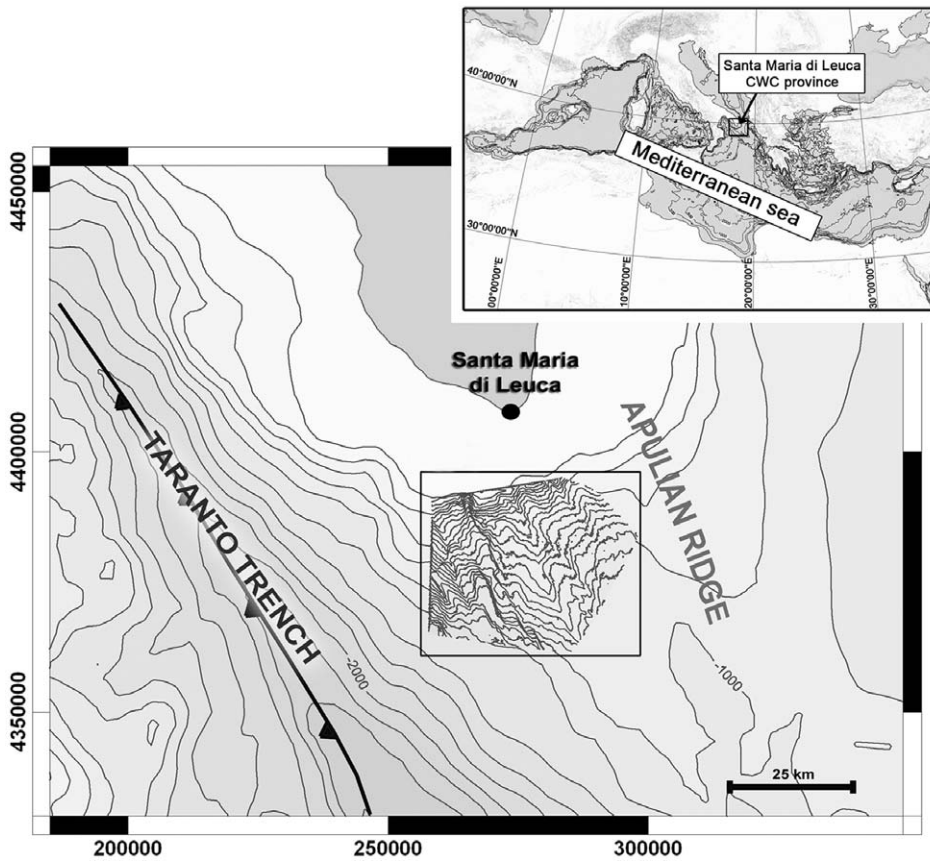 Santa Maria di Leuca
CWC province
40°00'00"N
Mediterranean sea
30°00'00"N
00°00'00"E
10°00'00"E
20°00'00"E
30°00'00"E
4450000
4400000
4350000
Santa Maria
di Leuca
APULIAN RIDGE
TARANTO TRENCH
-2000
-1000
25 km
200000
250000
300000